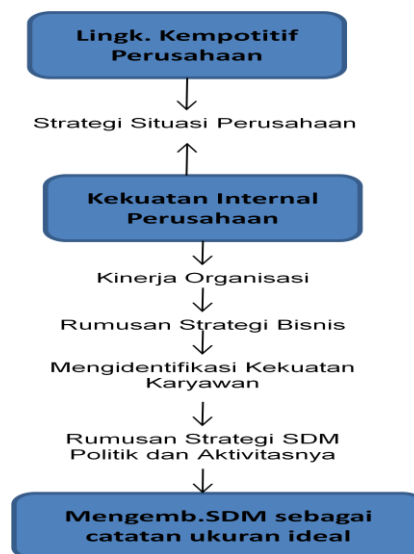 Lingk. Kempotitif
Perusahaan
Strategi Situasi Perusahaan
Kekuatan Internal
Perusahaan
Kinerja Organisasi
Rumusan Strategi Bisnis
Mengidentifikasi Kekuatan
Karyawan
Rumusan Strategi SDM
Politik dan Aktivitasnya
Mengemb.SDM sebagai
catatan ukuran ideal